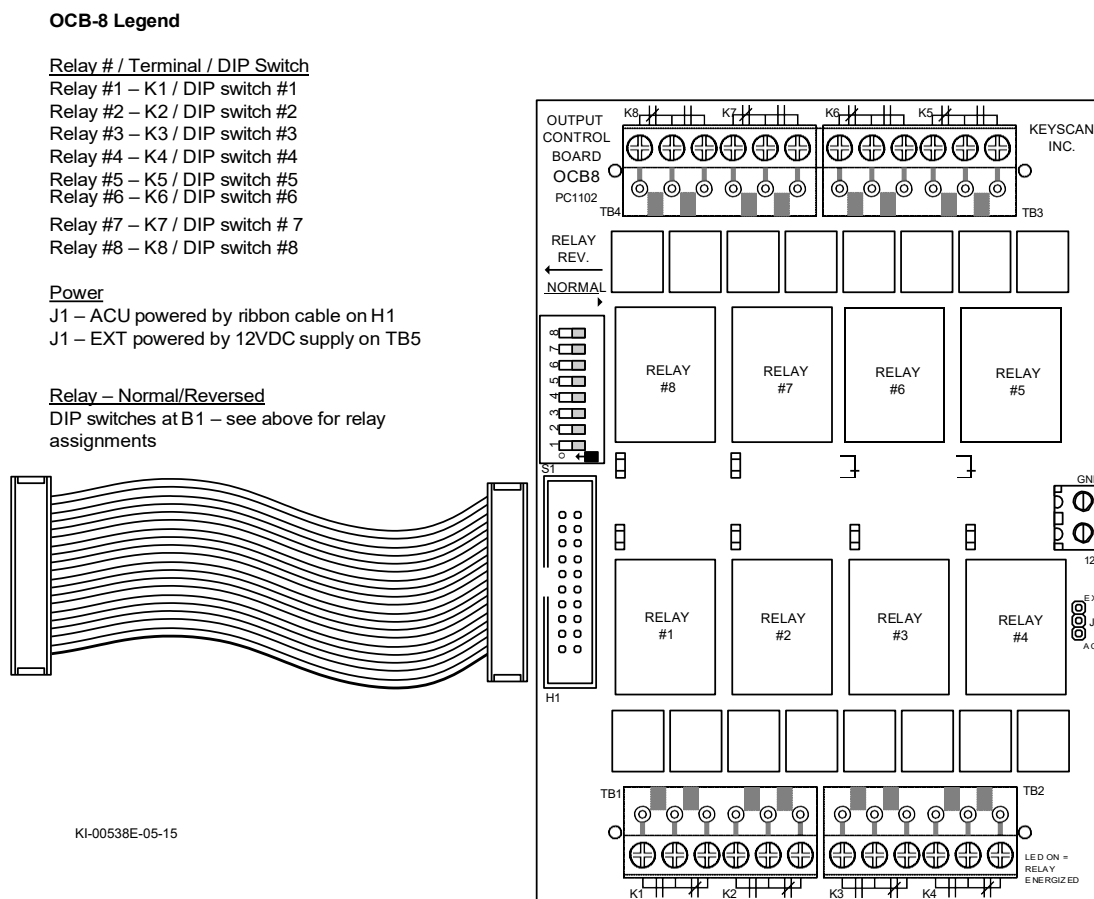 OCB-8 Legend
Relay # / Terminal / DIP Switch
Relay #1 – K1 / DIP switch #1
Relay #2 – K2 / DIP switch #2
Relay #3 – K3 / DIP switch #3
Relay #4 – K4 / DIP switch #4
Relay #5 – K5 / DIP switch #5
Relay #6 – K6 / DIP switch #6
Relay #7 – K7 / DIP switch # 7
Relay #8 – K8 / DIP switch #8
Power
J1 – ACU powered by ribbon cable on H1
J1 – EXT powered by 12VDC supply on TB5
Relay – Normal/Reversed
DIP switches at B1 – see above for relay
assignments
KI-00538E-05-15
OUTPUT
CONTROL
BOARD
OCB8
PC1102
K8
K7
K6
K5
KEYSCAN
INC.
TB4
TB3
RELAY
REV.
NORMAL
8
7
6
5
4
3
2
1
S1
RELAY
#8
RELAY
#7
RELAY
#6
RELAY
#5
GN
12
EX
J
AC
RELAY
#1
RELAY
#2
RELAY
#3
RELAY
#4
H1
TB1
TB2
K1
K2
K3
K4
LED ON =
RELAY
ENERGIZED